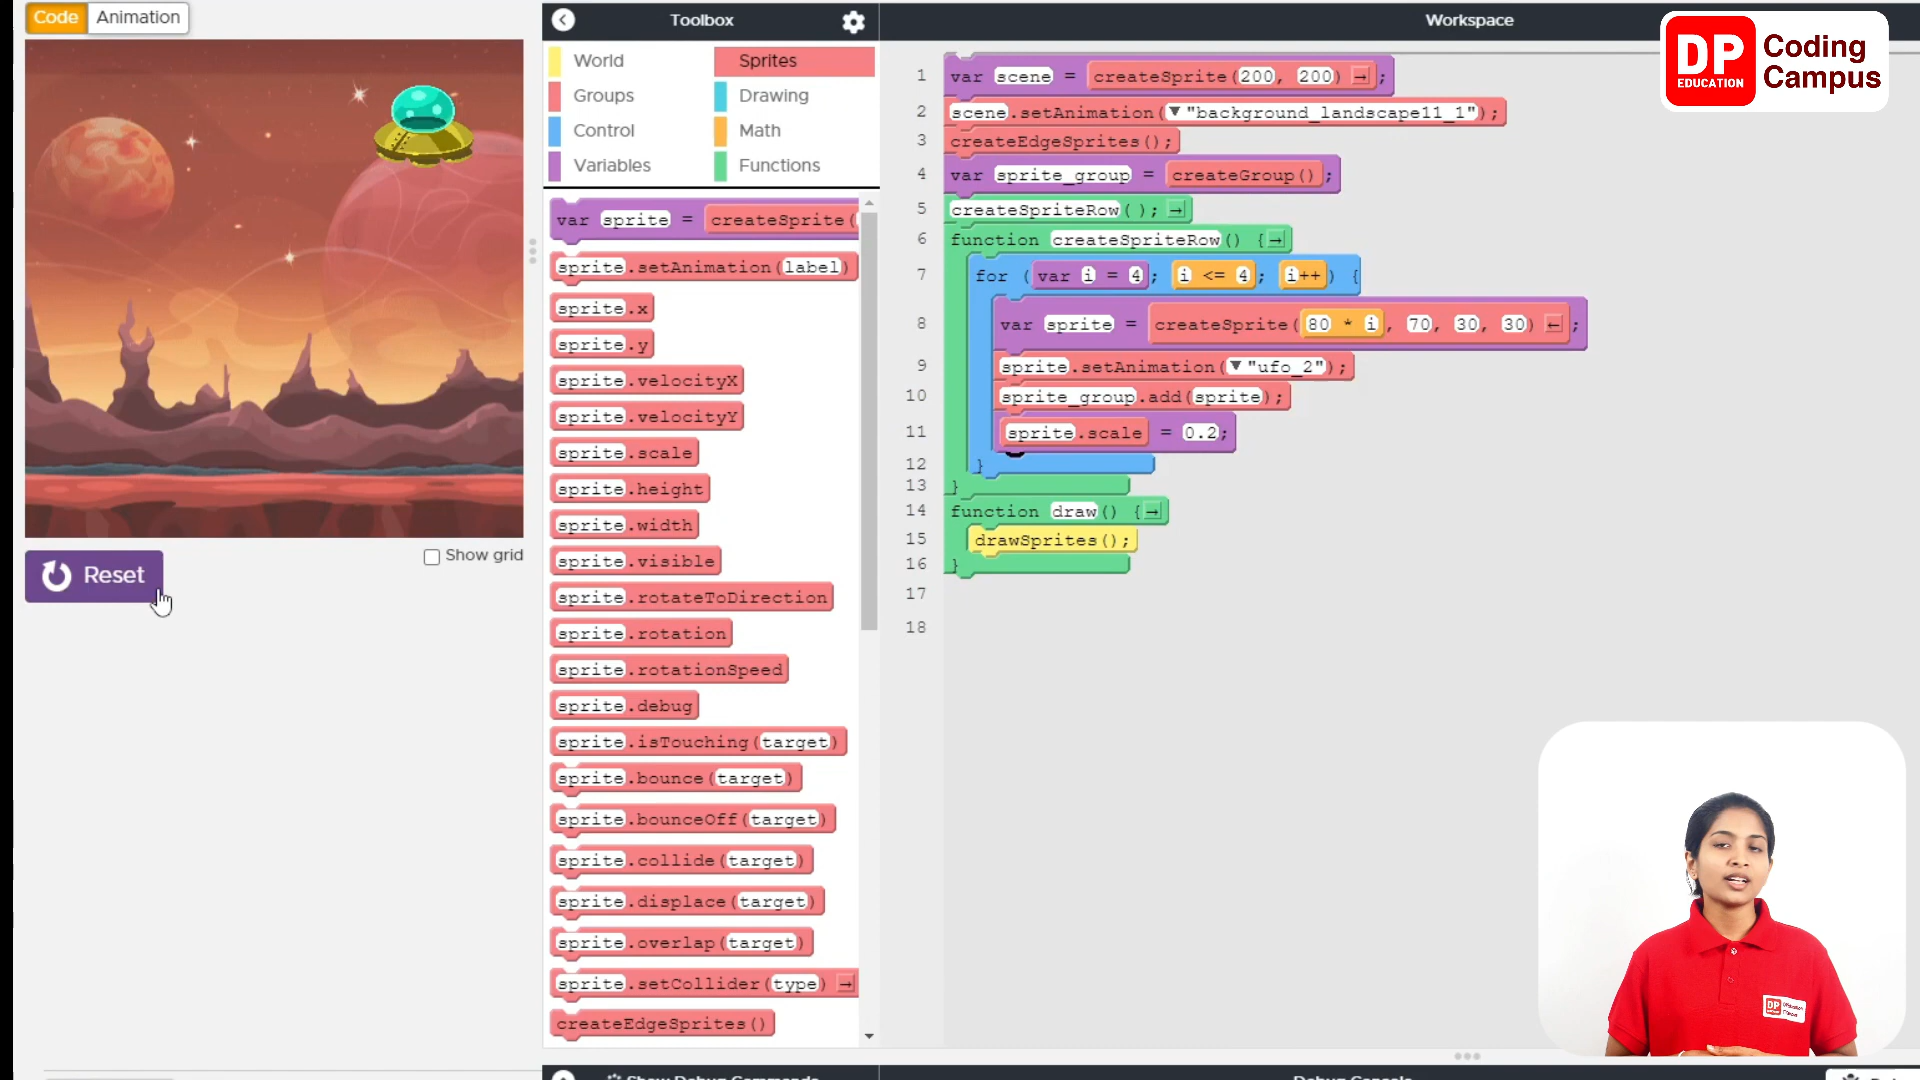 Code
Animation
Show grid
Reset
Toolbox
World
Sprites
Groups
Drawing
Control
Math
Variables
Functions
var sprite = createSprite(
sprite.setAnimation(label)
sprite.x
sprite.y
sprite.velocityX
sprite.velocityY
sprite.scale
sprite.height
sprite.width
sprite.visible
sprite.rotateToDirection
sprite.rotation
sprite.rotationSpeed
sprite.debug
sprite.isTouching(target)
sprite.bounce(target)
sprite.bounceOff(target)
sprite.collide(target)
sprite.displace(target)
sprite.overlap(target)
sprite.setCollider(type) →
createEdgeSprites()
Show Debug Commands
Workspace
1 var scene = createSprite(200, 200) → ;
2 scene.setAnimation(▼"background_landscape11_1");
3 createEdgeSprites();
4 var sprite_group = createGroup();
5 createSpriteRow(); →
6 function createSpriteRow() { →
7 for (var i = 4; i <= 4; i++) {
8 var sprite = createSprite(80 * i, 70, 30, 30) ← ;
9 sprite.setAnimation(▼"ufo_2");
10 sprite_group.add(sprite);
11 sprite.scale = 0.2;
12 }
13 }
14 function draw() { →
15 drawSprites();
16 }
17
18
Debug Console
DP
EDUCATION
Coding
Campus
DP